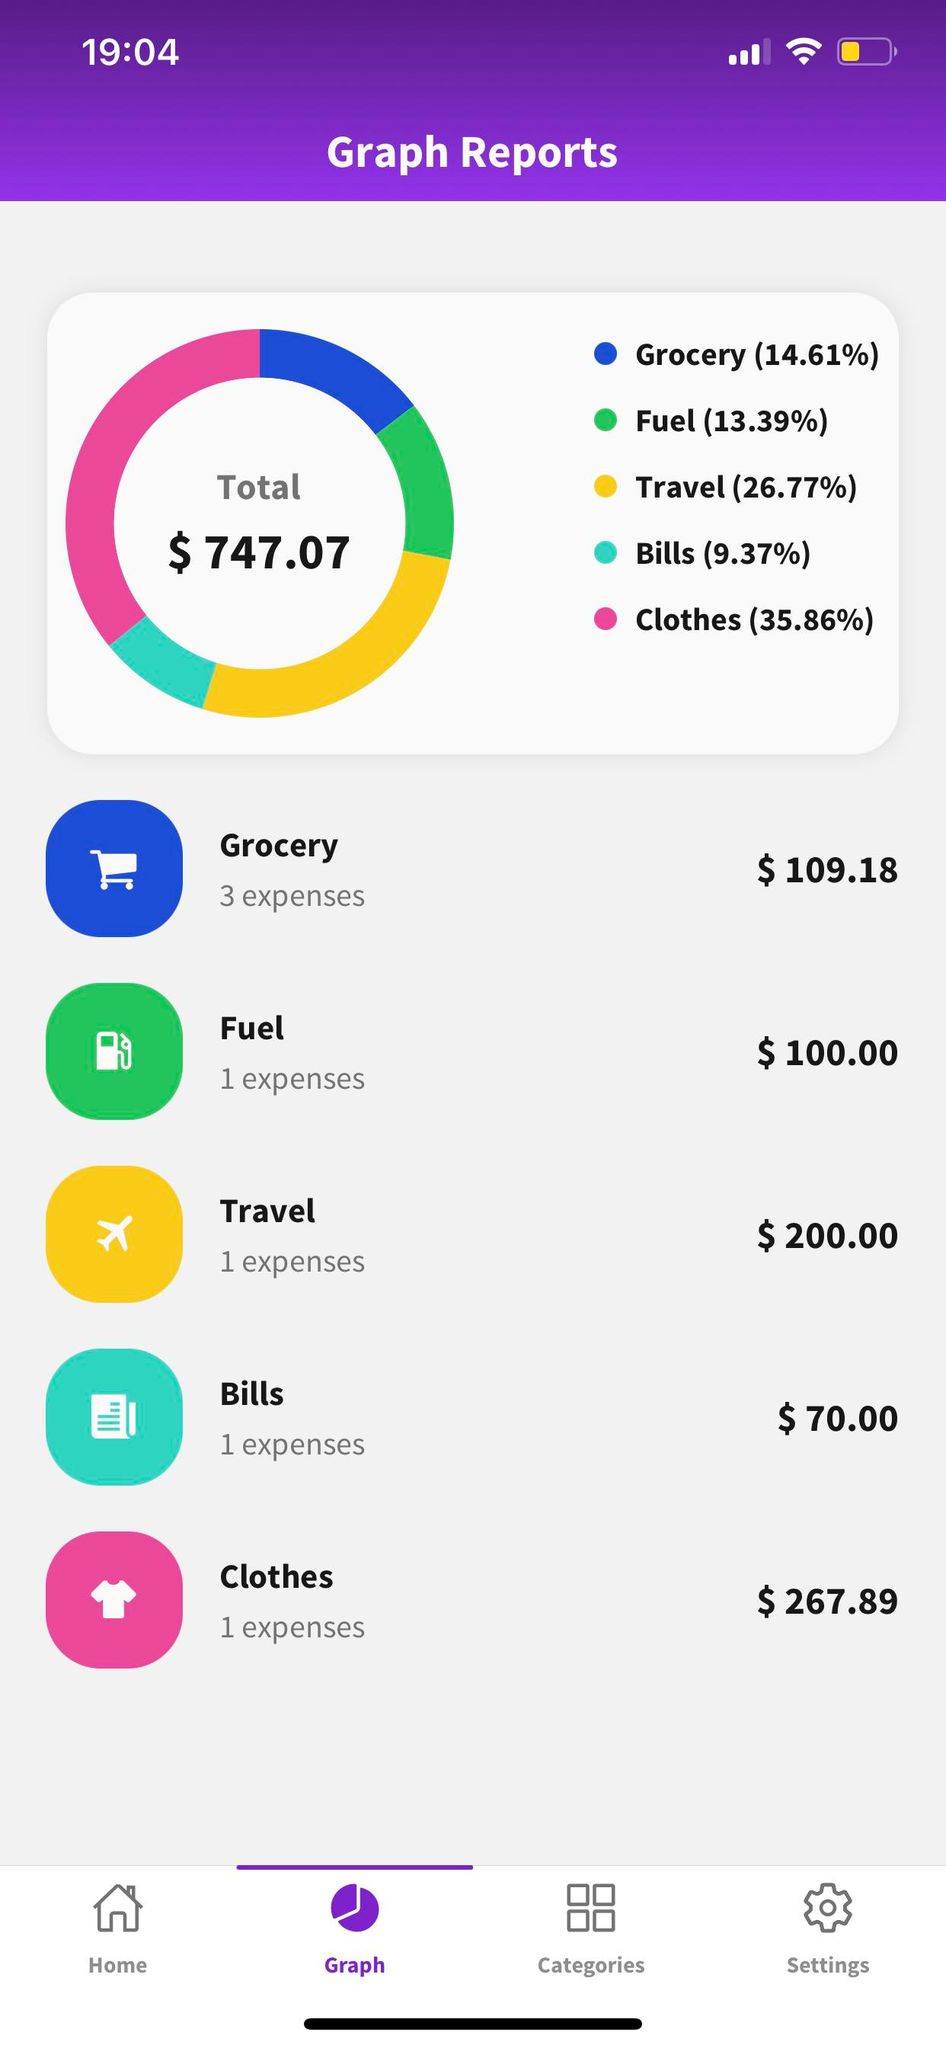 19:04
Graph Reports
Total
$ 747.07
Grocery (14.61%)
Fuel (13.39%)
Travel (26.77%)
Bills (9.37%)
Clothes (35.86%)
Grocery
3 expenses
$ 109.18
Fuel
1 expenses
$ 100.00
Travel
1 expenses
$ 200.00
Bills
1 expenses
$ 70.00
Clothes
1 expenses
$ 267.89
Home
Graph
Categories
Settings